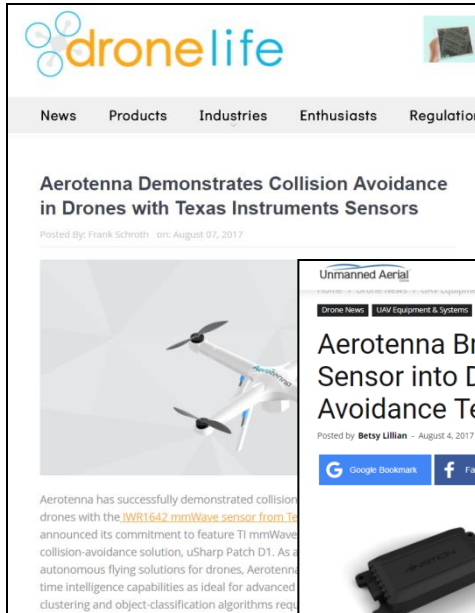 dronelife
News Products Industries Enthusiasts Regulation
Aerotenna Demonstrates Collision Avoidance
in Drones with Texas Instruments Sensors
Posted By: Frank Schroth on: August 07, 2017
Aerotenna
Aerotenna has successfully demonstrated collision
drones with the IWR1642 mmWave sensor from
announced its commitment to feature TI mmWave
collision-avoidance solution, uSharp Patch D1. As a
autonomous flying solutions for drones, Aerotenna
time intelligence capabilities as ideal for advanced
clustering and object-classification algorithms
Unmanned Aerial
Drone News UAV Equipment & Systems
Aerotenna
Sensor into
Avoidance
Posted by Betsy Lillian - August 4, 2017
G Google Bookmark f